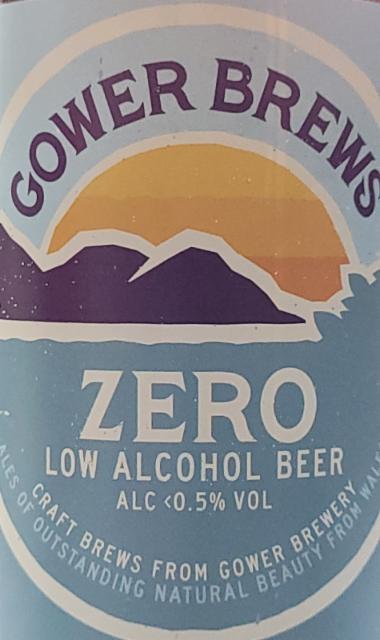 GOWER BREWS
ZERO
LOW ALCOHOL BEER
ALC <0.5% VOL
CRAFT BREWS FROM GOWER BREWERY
ALES OF OUTSTANDING NATURAL BEAUTY FROM